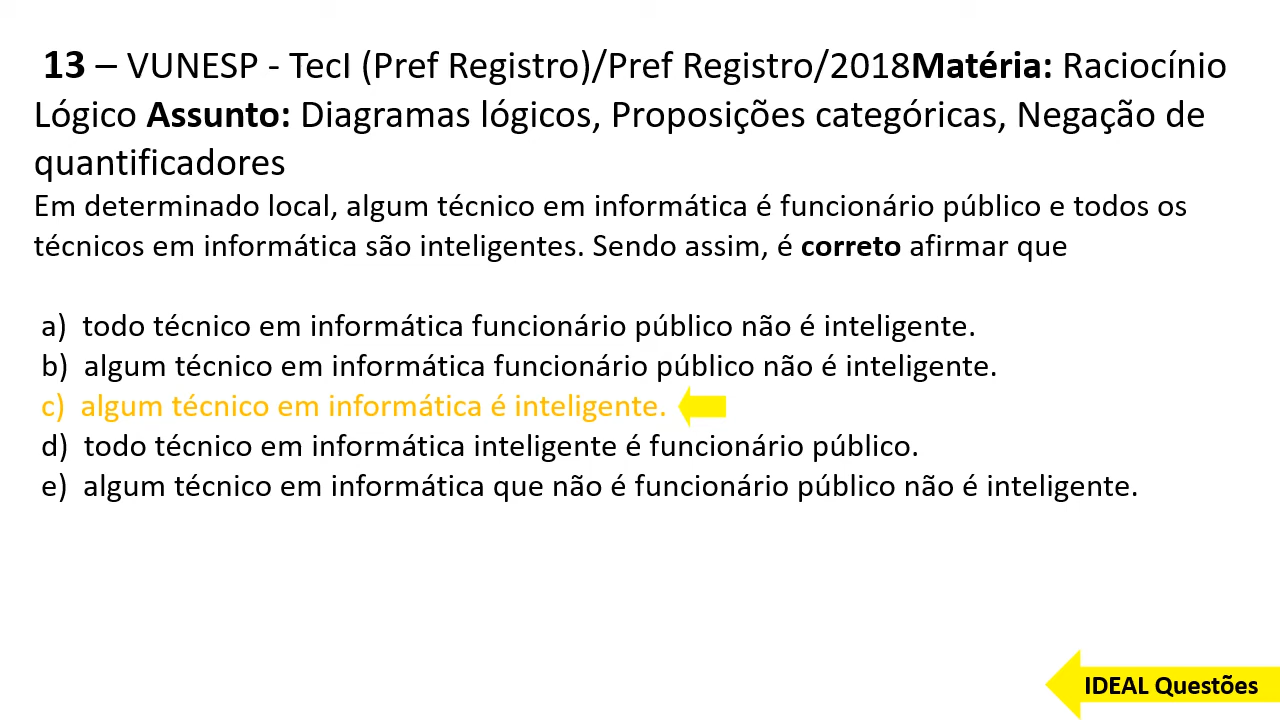 13 – VUNESP - TecI (Pref Registro)/Pref Registro/2018Matéria: Raciocínio
Lógico Assunto: Diagramas lógicos, Proposições categóricas, Negação de
quantificadores
Em determinado local, algum técnico em informática é funcionário público e todos os
técnicos em informática são inteligentes. Sendo assim, é correto afirmar que
a) todo técnico em informática funcionário público não é inteligente.
b) algum técnico em informática funcionário público não é inteligente.
c) algum técnico em informática é inteligente.
d) todo técnico em informática inteligente é funcionário público.
e) algum técnico em informática que não é funcionário público não é inteligente.
IDEAL Questões